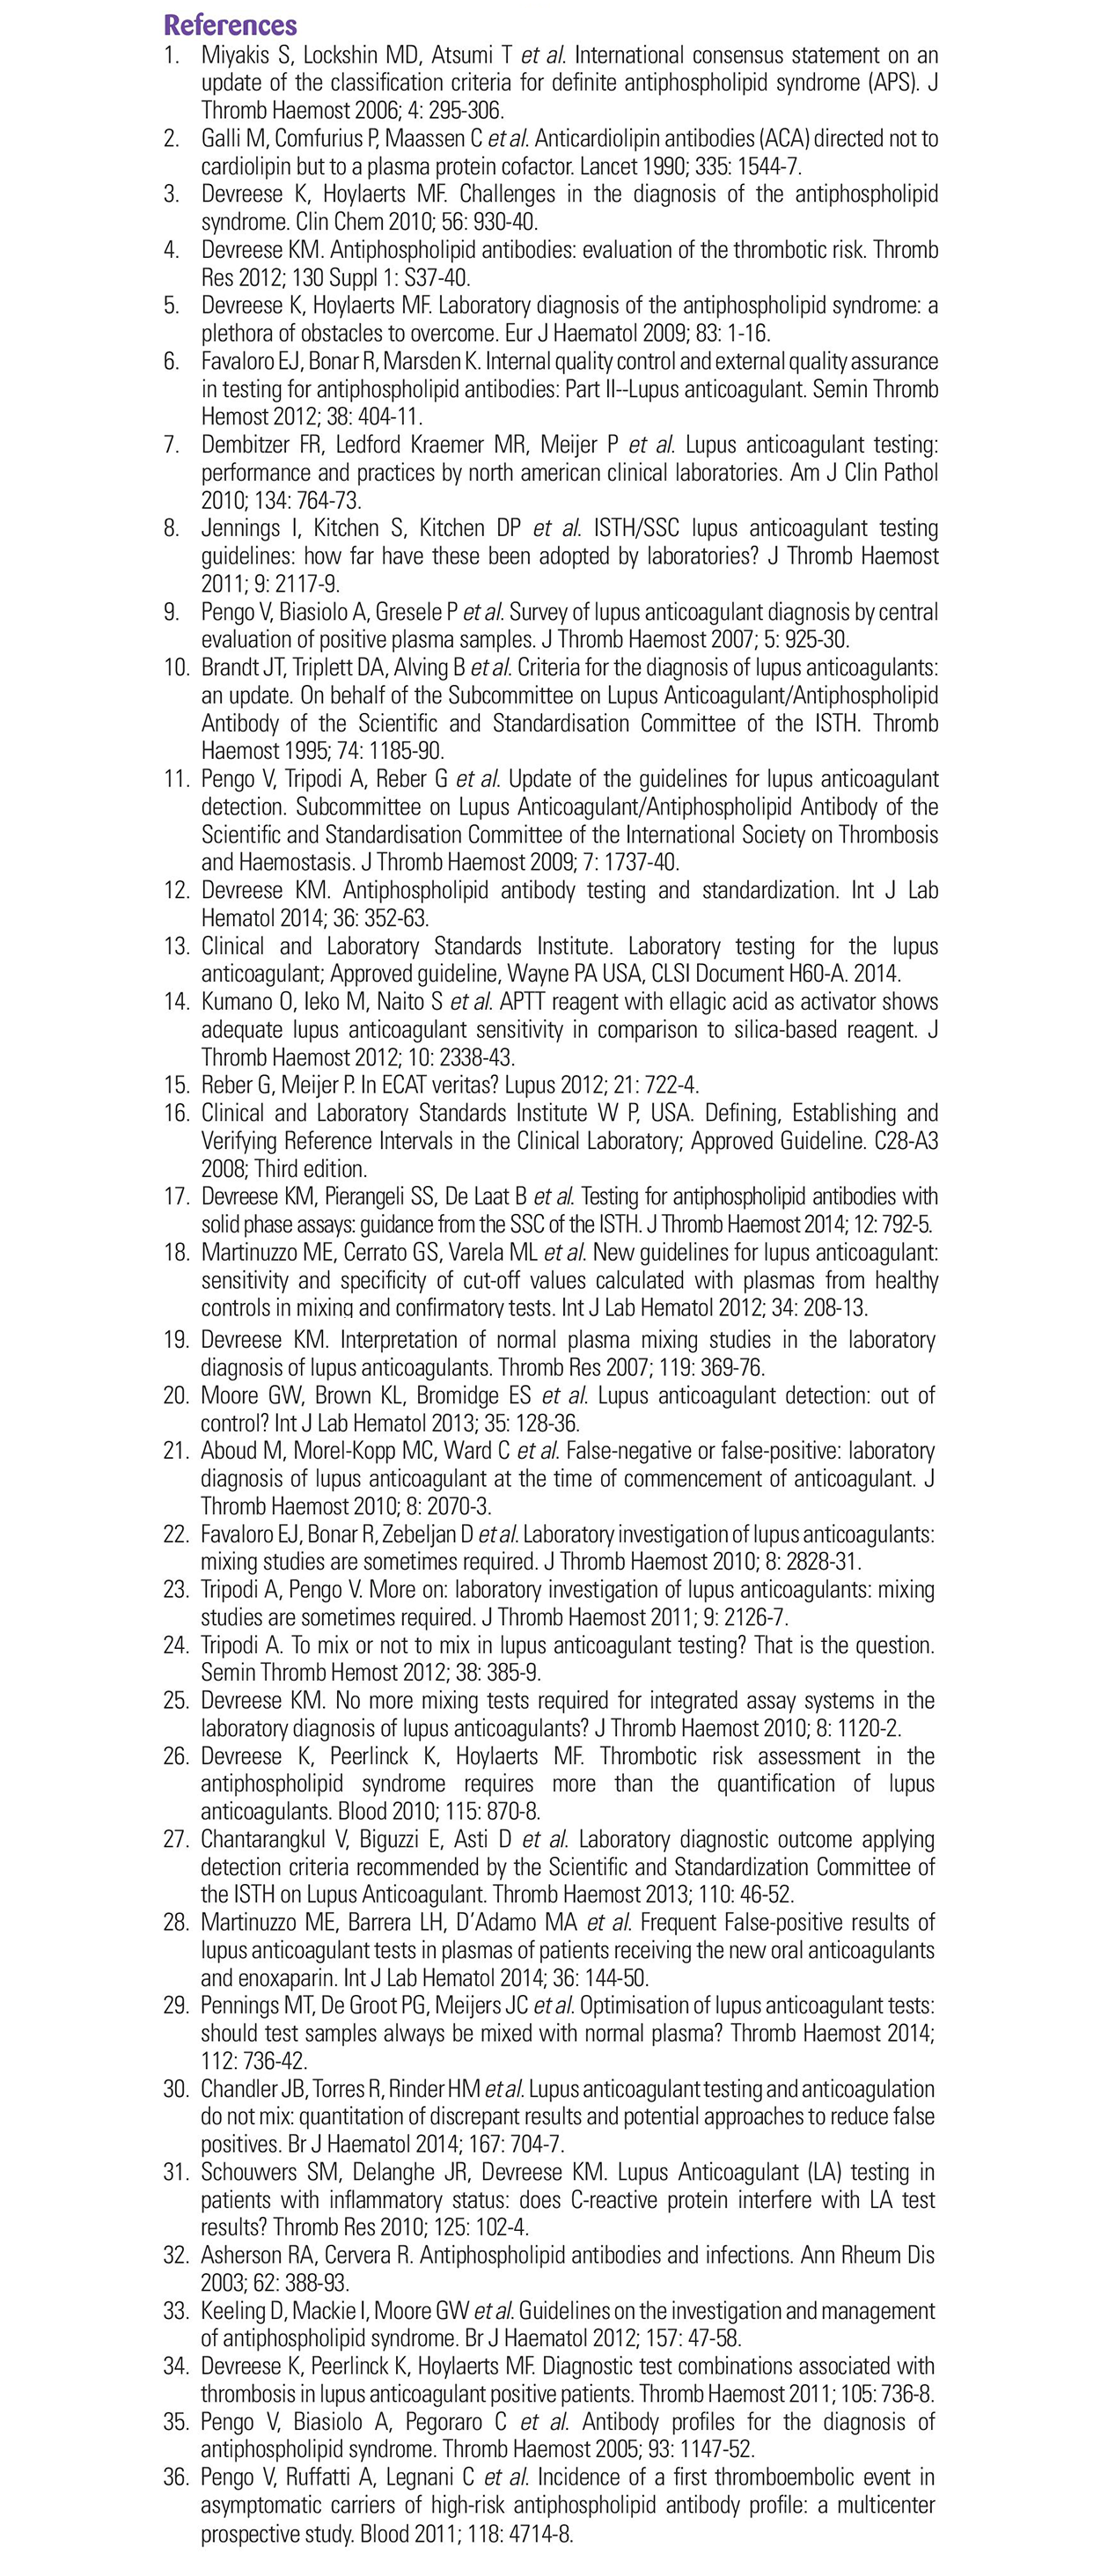 References
1. Miyakis S, Lockshin MD, Atsumi T et al. International consensus statement on an
update of the classification criteria for definite antiphospholipid syndrome (APS). J
Thromb Haemost 2006; 4: 295-306.
2. Galli M, Comfurius P, Maassen C et al. Anticardiolipin antibodies (ACA) directed not to
cardiolipin but to a plasma protein cofactor. Lancet 1990; 335: 1544-7.
3. Devreese K, Hoylaerts MF. Challenges in the diagnosis of the antiphospholipid
syndrome. Clin Chem 2010; 56: 930-40.
4. Devreese KM. Antiphospholipid antibodies: evaluation of the thrombotic risk. Thromb
Res 2012; 130 Suppl 1: S37-40.
5. Devreese K, Hoylaerts MF. Laboratory diagnosis of the antiphospholipid syndrome: a
plethora of obstacles to overcome. Eur J Haematol 2009; 83: 1-16.
6. Favaloro EJ, Bonar R, Marsden K. Internal quality control and external quality assurance
in testing for antiphospholipid antibodies: Part II--Lupus anticoagulant. Semin Thromb
Hemost 2012; 38: 404-11.
7. Dembitzer FR, Ledford Kraemer MR, Meijer P et al. Lupus anticoagulant testing:
performance and practices by north american clinical laboratories. Am J Clin Pathol
2010; 134: 764-73.
8. Jennings I, Kitchen S, Kitchen DP et al. ISTH/SSC lupus anticoagulant testing
guidelines: how far have these been adopted by laboratories? J Thromb Haemost
2011; 9: 2117-9.
9. Pengo V, Biasiolo A, Gresele P et al. Survey of lupus anticoagulant diagnosis by central
evaluation of positive plasma samples. J Thromb Haemost 2007; 5: 925-30.
10. Brandt JT, Triplett DA, Alving B et al. Criteria for the diagnosis of lupus anticoagulants:
an update. On behalf of the Subcommittee on Lupus Anticoagulant/Antiphospholipid
Antibody of the Scientific and Standardisation Committee of the ISTH. Thromb
Haemost 1995; 74: 1185-90.
11. Pengo V, Tripodi A, Reber G et al. Update of the guidelines for lupus anticoagulant
detection. Subcommittee on Lupus Anticoagulant/Antiphospholipid Antibody of the
Scientific and Standardisation Committee of the International Society on Thrombosis
and Haemostasis. J Thromb Haemost 2009; 7: 1737-40.
12. Devreese KM. Antiphospholipid antibody testing and standardization. Int J Lab
Hematol 2014; 36: 352-63.
13. Clinical and Laboratory Standards Institute. Laboratory testing for the lupus
anticoagulant; Approved guideline, Wayne PA USA, CLSI Document H60-A. 2014.
14. Kumano O, Ieko M, Naito S et al. APTT reagent with ellagic acid as activator shows
adequate lupus anticoagulant sensitivity in comparison to silica-based reagent. J
Thromb Haemost 2012; 10: 2338-43.
15. Reber G, Meijer P. In ECAT veritas? Lupus 2012; 21: 722-4.
16. Clinical and Laboratory Standards Institute W P, USA. Defining, Establishing and
Verifying Reference Intervals in the Clinical Laboratory; Approved Guideline. C28-A3
2008; Third edition.
17. Devreese KM, Pierangeli SS, De Laat B et al. Testing for antiphospholipid antibodies with
solid phase assays: guidance from the SSC of the ISTH. J Thromb Haemost 2014; 12: 792-5.
18. Martinuzzo ME, Cerrato GS, Varela ML et al. New guidelines for lupus anticoagulant:
sensitivity and specificity of cut-off values calculated with plasmas from healthy
controls in mixing and confirmatory tests. Int J Lab Hematol 2012; 34: 208-13.
19. Devreese KM. Interpretation of normal plasma mixing studies in the laboratory
diagnosis of lupus anticoagulants. Thromb Res 2007; 119: 369-76.
20. Moore GW, Brown KL, Bromidge ES et al. Lupus anticoagulant detection: out of
control? Int J Lab Hematol 2013; 35: 128-36.
21. Aboud M, Morel-Kopp MC, Ward C et al. False-negative or false-positive: laboratory
diagnosis of lupus anticoagulant at the time of commencement of anticoagulant. J
Thromb Haemost 2010; 8: 2070-3.
22. Favaloro EJ, Bonar R, Zebeljan D et al. Laboratory investigation of lupus anticoagulants:
mixing studies are sometimes required. J Thromb Haemost 2010; 8: 2828-31.
23. Tripodi A, Pengo V. More on: laboratory investigation of lupus anticoagulants: mixing
studies are sometimes required. J Thromb Haemost 2011; 9: 2126-7.
24. Tripodi A. To mix or not to mix in lupus anticoagulant testing? That is the question.
Semin Thromb Hemost 2012; 38: 385-9.
25. Devreese KM. No more mixing tests required for integrated assay systems in the
laboratory diagnosis of lupus anticoagulants? J Thromb Haemost 2010; 8: 1120-2.
26. Devreese K, Peerlinck K, Hoylaerts MF. Thrombotic risk assessment in the
antiphospholipid syndrome requires more than the quantification of lupus
anticoagulants. Blood 2010; 115: 870-8.
27. Chantarangkul V, Biguzzi E, Asti D et al. Laboratory diagnostic outcome applying
detection criteria recommended by the Scientific and Standardization Committee of
the ISTH on Lupus Anticoagulant. Thromb Haemost 2013; 110: 46-52.
28. Martinuzzo ME, Barrera LH, D'Adamo MA et al. Frequent False-positive results of
lupus anticoagulant tests in plasmas of patients receiving the new oral anticoagulants
and enoxaparin. Int J Lab Hematol 2014; 36: 144-50.
29. Pennings MT, De Groot PG, Meijers JC et al. Optimisation of lupus anticoagulant tests:
should test samples always be mixed with normal plasma? Thromb Haemost 2014;
112: 736-42.
30. Chandler JB, Torres R, Rinder HM et al. Lupus anticoagulant testing and anticoagulation
do not mix: quantitation of discrepant results and potential approaches to reduce false
positives. Br J Haematol 2014; 167: 704-7.
31. Schouwers SM, Delanghe JR, Devreese KM. Lupus Anticoagulant (LA) testing in
patients with inflammatory status: does C-reactive protein interfere with LA test
results? Thromb Res 2010; 125: 102-4.
32. Asherson RA, Cervera R. Antiphospholipid antibodies and infections. Ann Rheum Dis
2003; 62: 388-93.
33. Keeling D, Mackie I, Moore GW et al. Guidelines on the investigation and management
of antiphospholipid syndrome. Br J Haematol 2012; 157: 47-58.
34. Devreese K, Peerlinck K, Hoylaerts MF. Diagnostic test combinations associated with
thrombosis in lupus anticoagulant positive patients. Thromb Haemost 2011; 105: 736-8.
35. Pengo V, Biasiolo A, Pegoraro C et al. Antibody profiles for the diagnosis of
antiphospholipid syndrome. Thromb Haemost 2005; 93: 1147-52.
36. Pengo V, Ruffatti A, Legnani C et al. Incidence of a first thromboembolic event in
asymptomatic carriers of high-risk antiphospholipid antibody profile: a multicenter
prospective study. Blood 2011; 118: 4714-8.